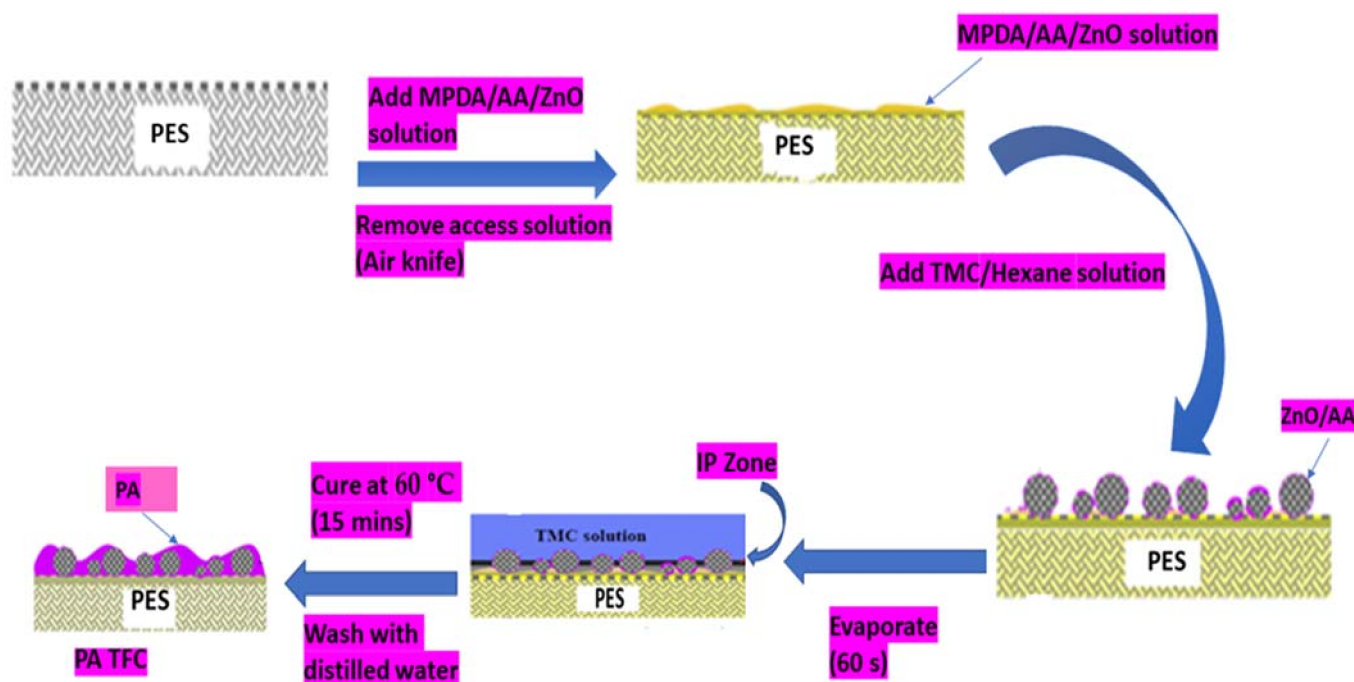 PES
Add MPDA/AA/ZnO
solution
Remove access solution
(Air knife)
MPDA/AA/ZnO solution
PES
Add TMC/Hexane solution
ZnO/AA
PES
Evaporate
(60 s)
IP Zone
TMC solution
PES
Cure at 60 °C
(15 mins)
Wash with
distilled water
PA
PES
PA TFC